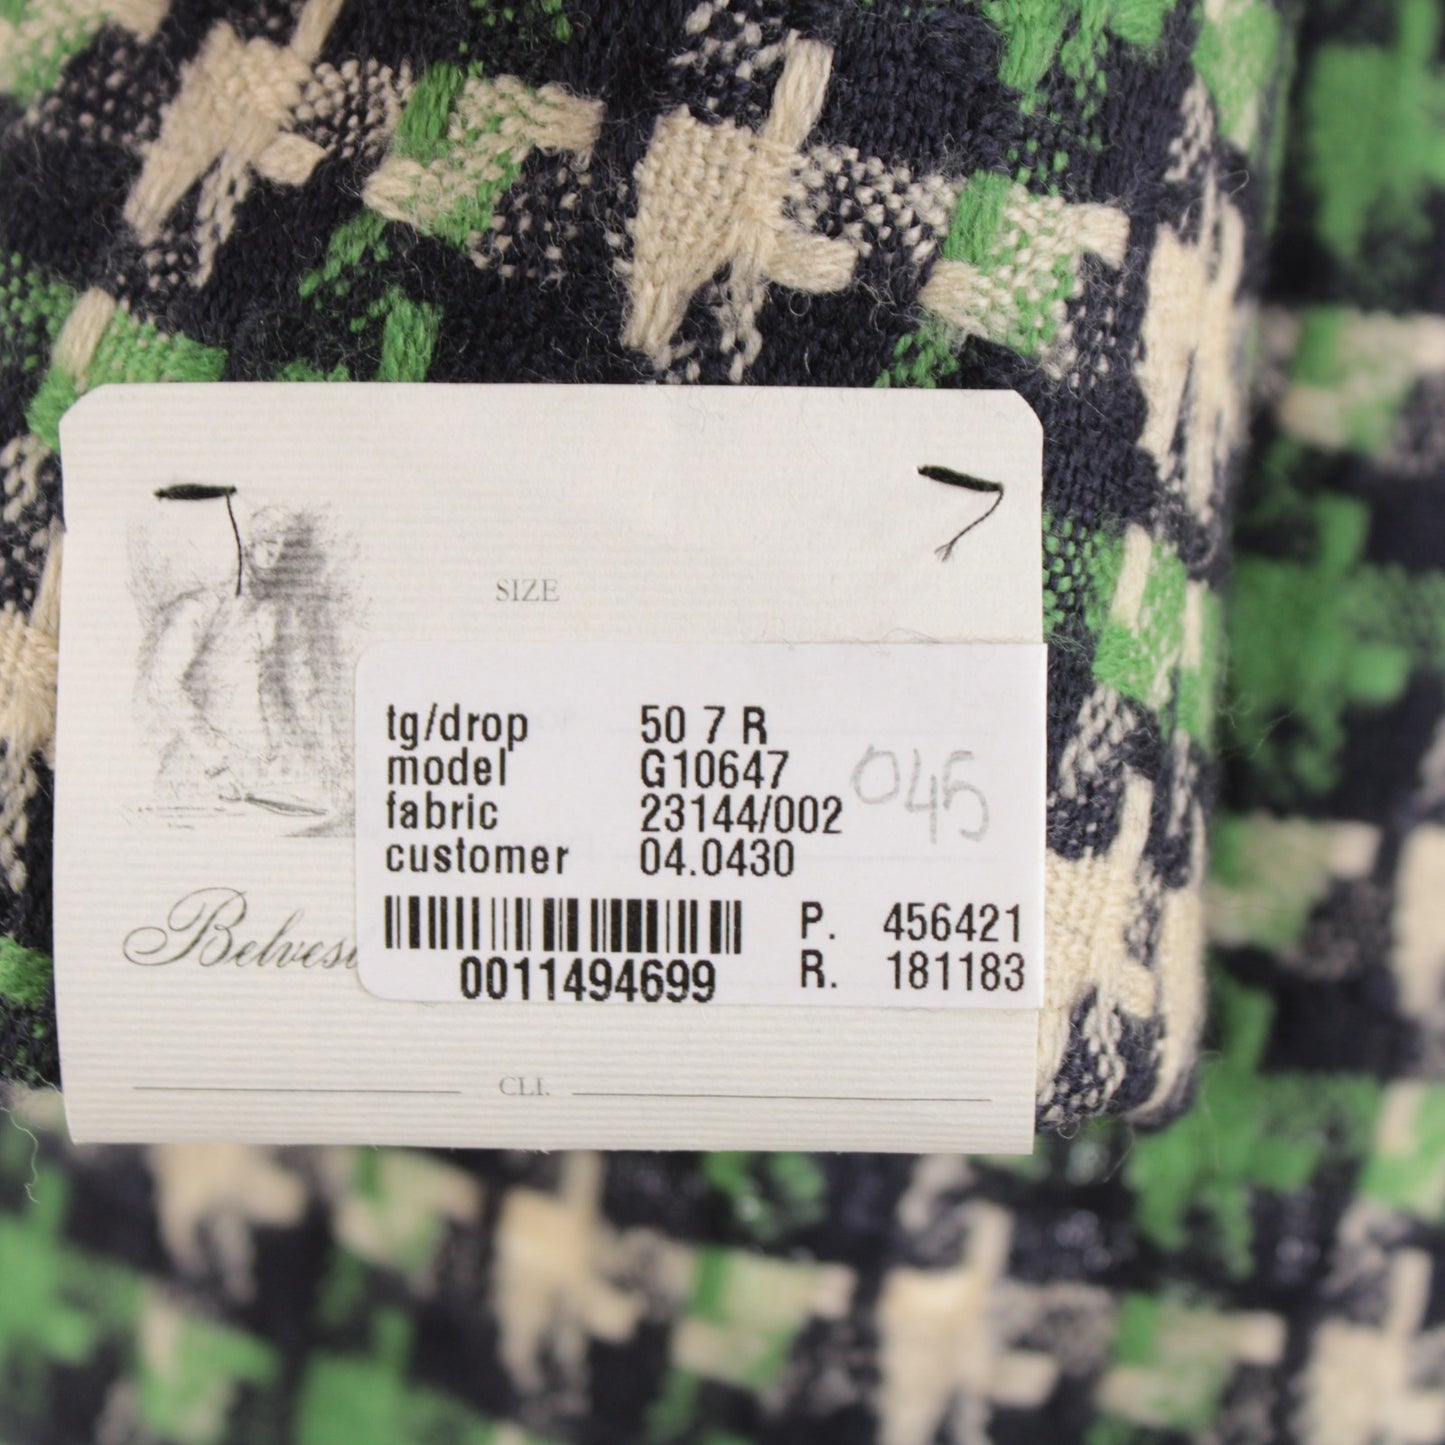 SIZE
tg/drop 50 7 R
model G10647
fabric 23144/002
045
customer 04.0430
P. 456421
0011494699 R. 181183
CLI.